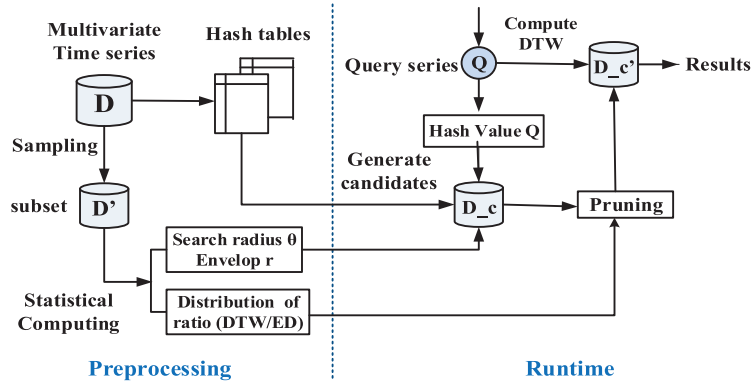 Multivariate
Time series
D
Sampling
subset
D’
Statistical
Computing
Hash tables
Search radius θ
Envelop r
Distribution of
ratio (DTW/ED)
Preprocessing
Query series
Q
Compute
DTW
D_c’
Results
Hash Value Q
Generate
candidates
D_c
Pruning
Runtime